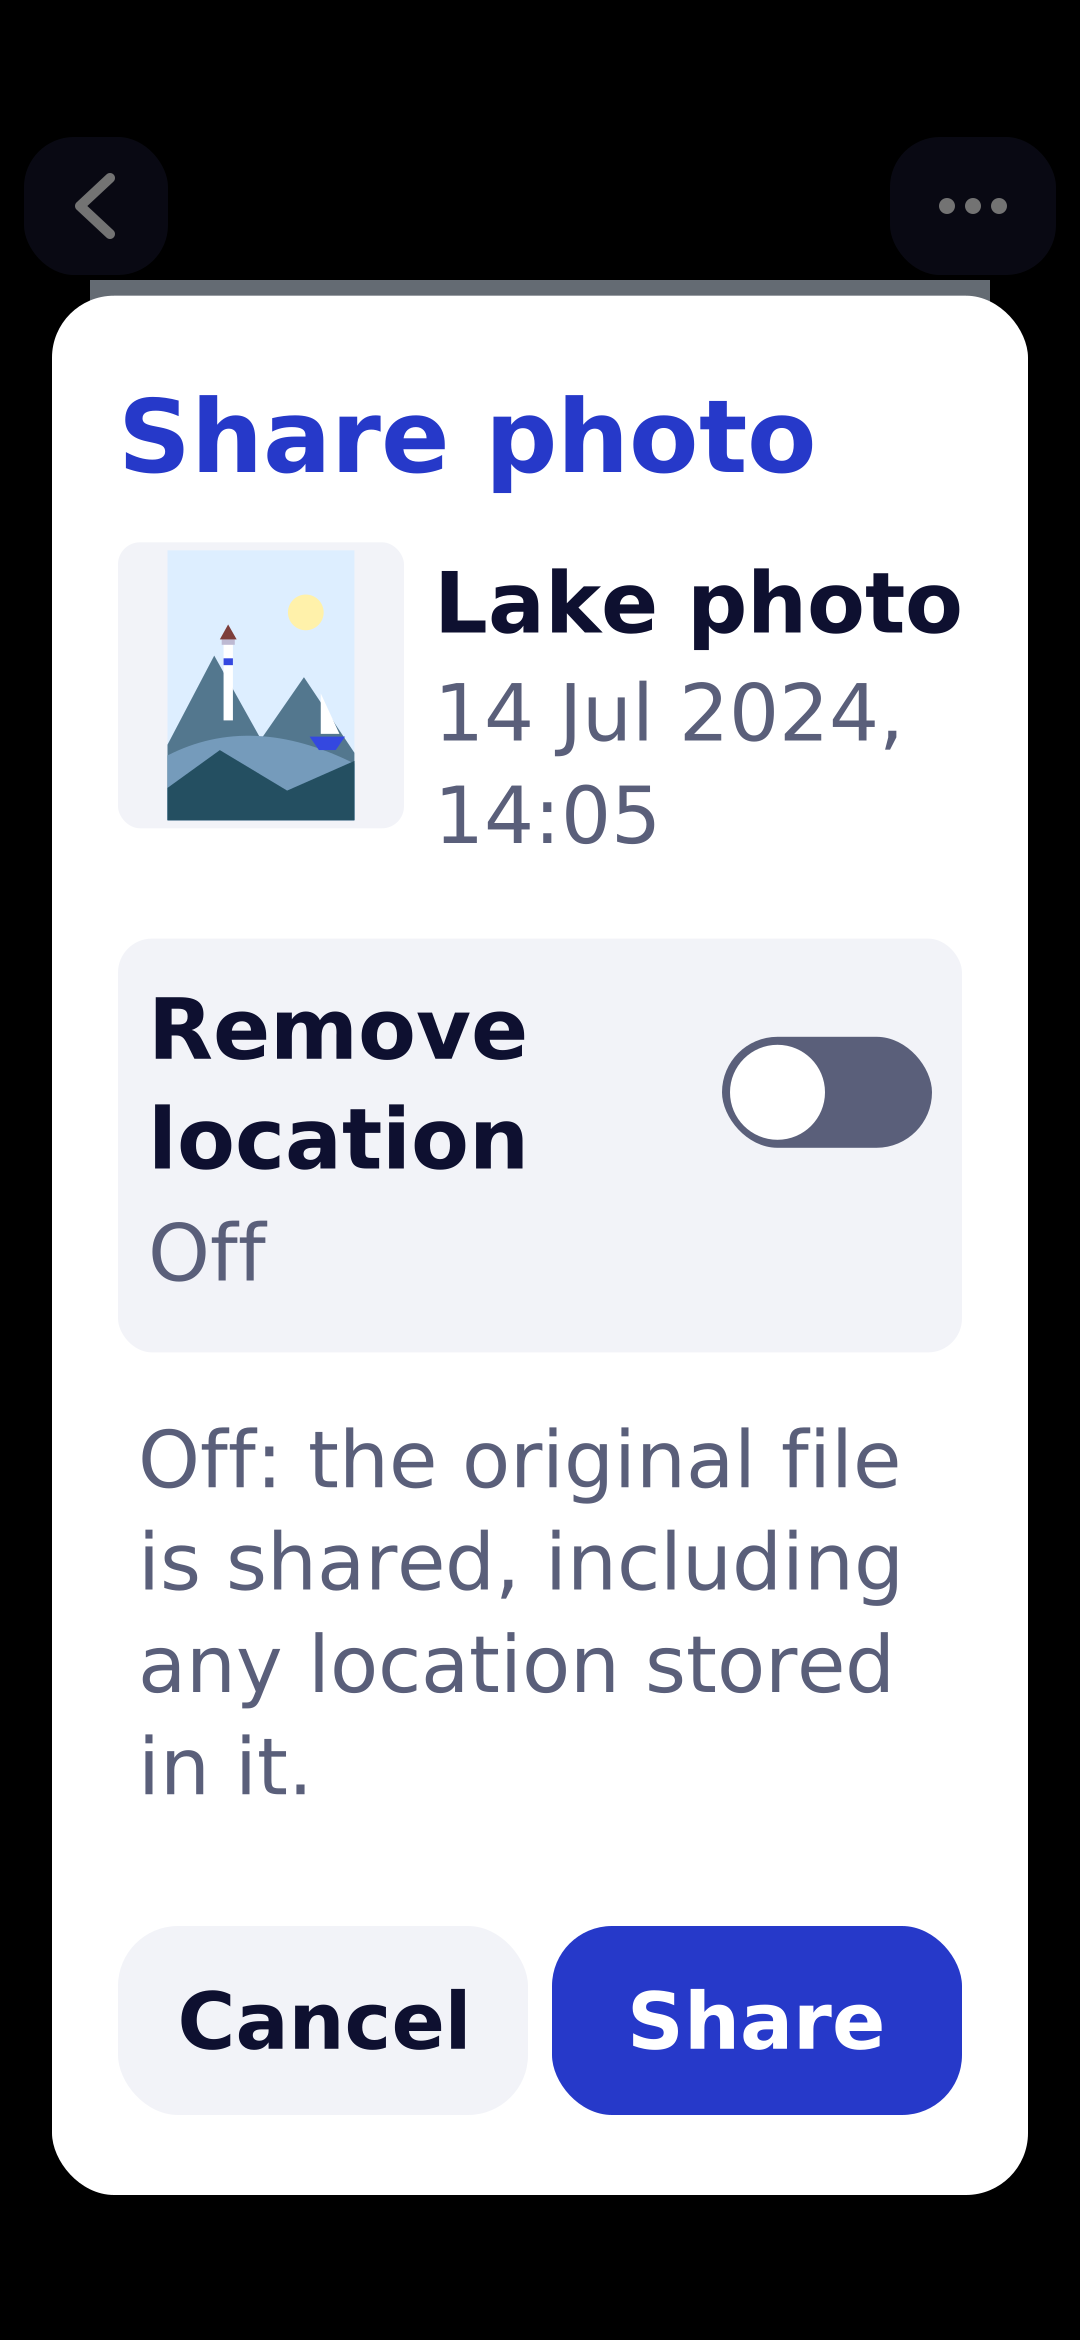 Share photo
Lake photo
14 Jul 2024,
14:05
Remove
location
Off
Off: the original file
is shared, including
any location stored
in it.
Cancel
Share